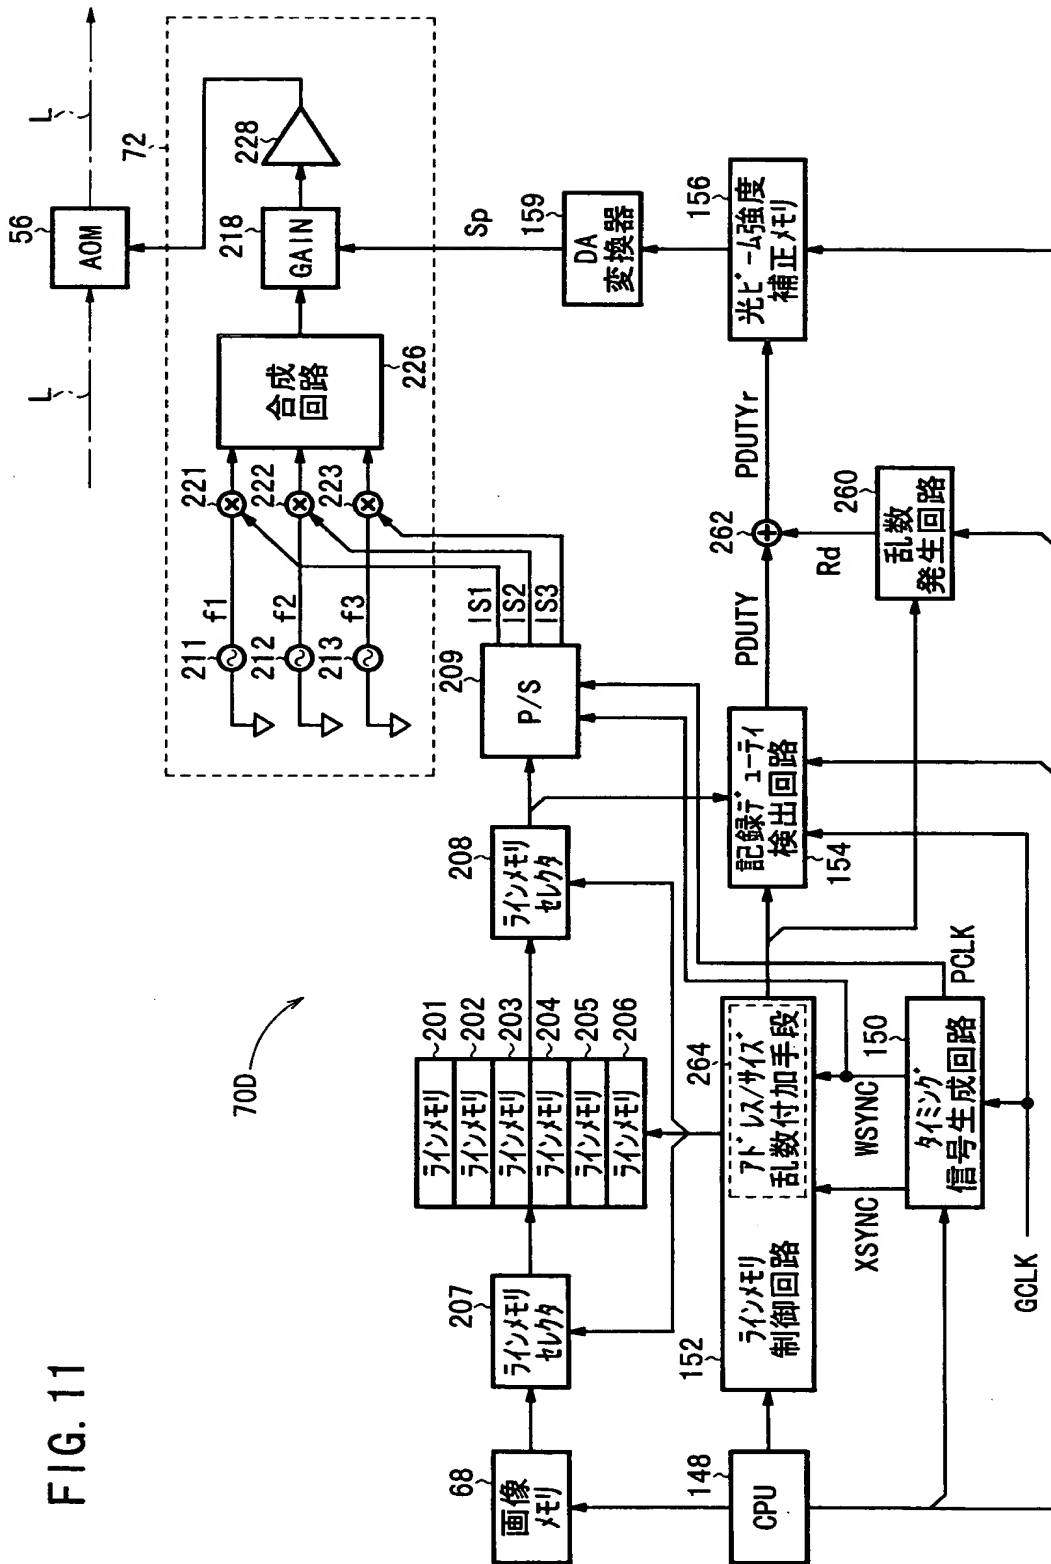 FIG. 11
70D
56
AOM
L
L
72
211
f1
221
212
f2
222
213
f3
223
合成
回路
226
218
GAIN
228
Sp
68
画像
メモリ
207
ラインメモリ
セレクタ
ラインメモリ
201
ラインメモリ
202
ラインメモリ
203
ラインメモリ
204
ラインメモリ
205
ラインメモリ
206
208
ラインメモリ
セレクタ
209
P/S
IS1
IS2
IS3
159
DA
変換器
148
CPU
152
ラインメモリ
制御回路
264
アドレス/サイズ
乱数付加手段
記録デューティ
検出回路
154
PDUTY
262
PDUTYr
156
光ビーム強度
補正メモリ
Rd
260
乱数
発生回路
XSYNC
WSYNC
150
タイミング
信号生成回路
PCLK
GCLK